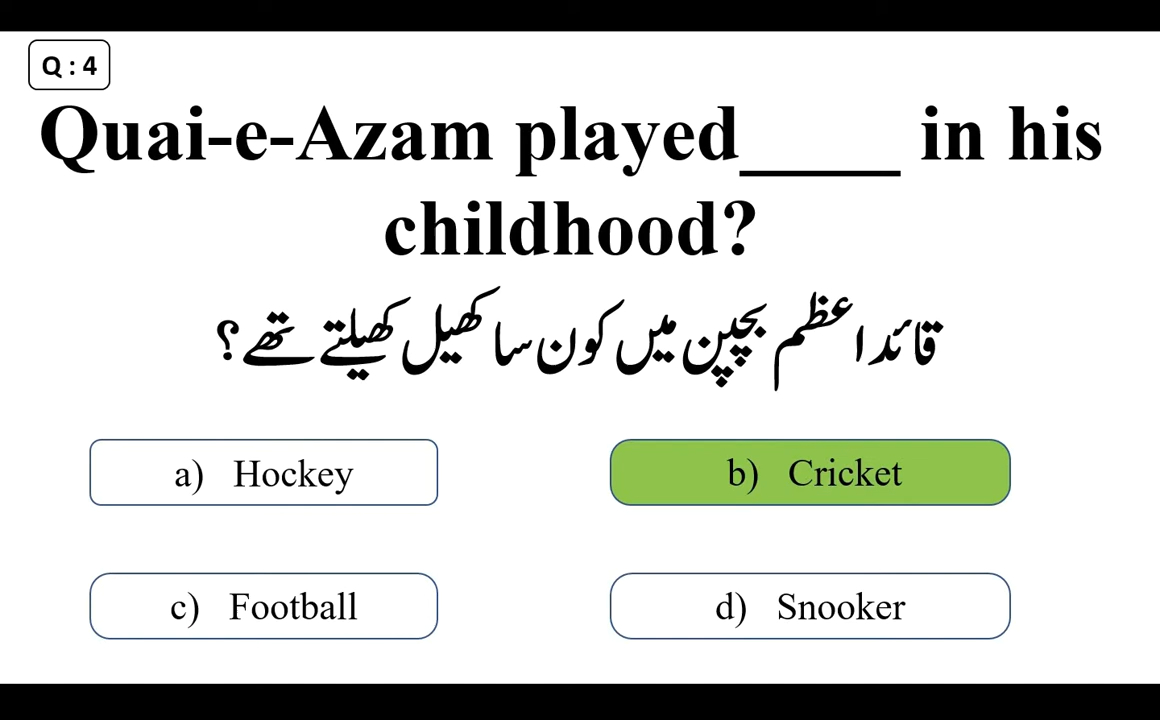 Q : 4
Quai-e-Azam played____ in his
childhood?
قائد اعظم بچپن میں کون سا کھیل کھیلتے تھے ؟
a) Hockey
b) Cricket
c) Football
d) Snooker